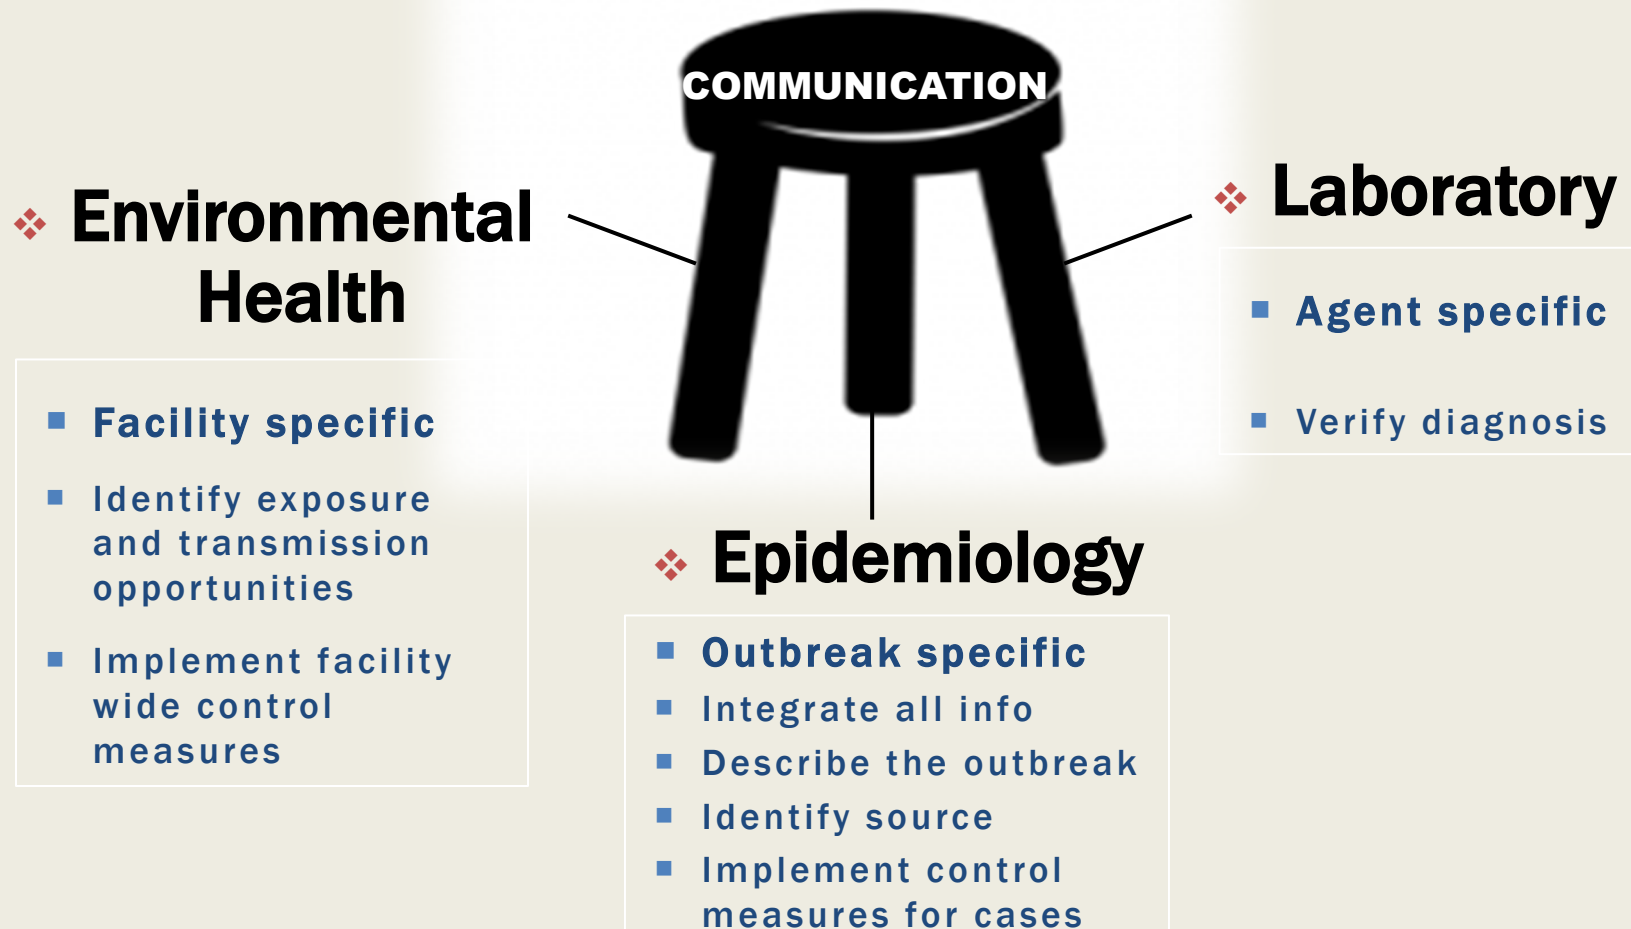 COMMUNICATION
Environmental
Health
Facility specific
Identify exposure
and transmission
opportunities
Implement facility
wide control
measures
Epidemiology
Outbreak specific
Integrate all info
Describe the outbreak
Identify source
Implement control
measures for cases
Laboratory
Agent specific
Verify diagnosis